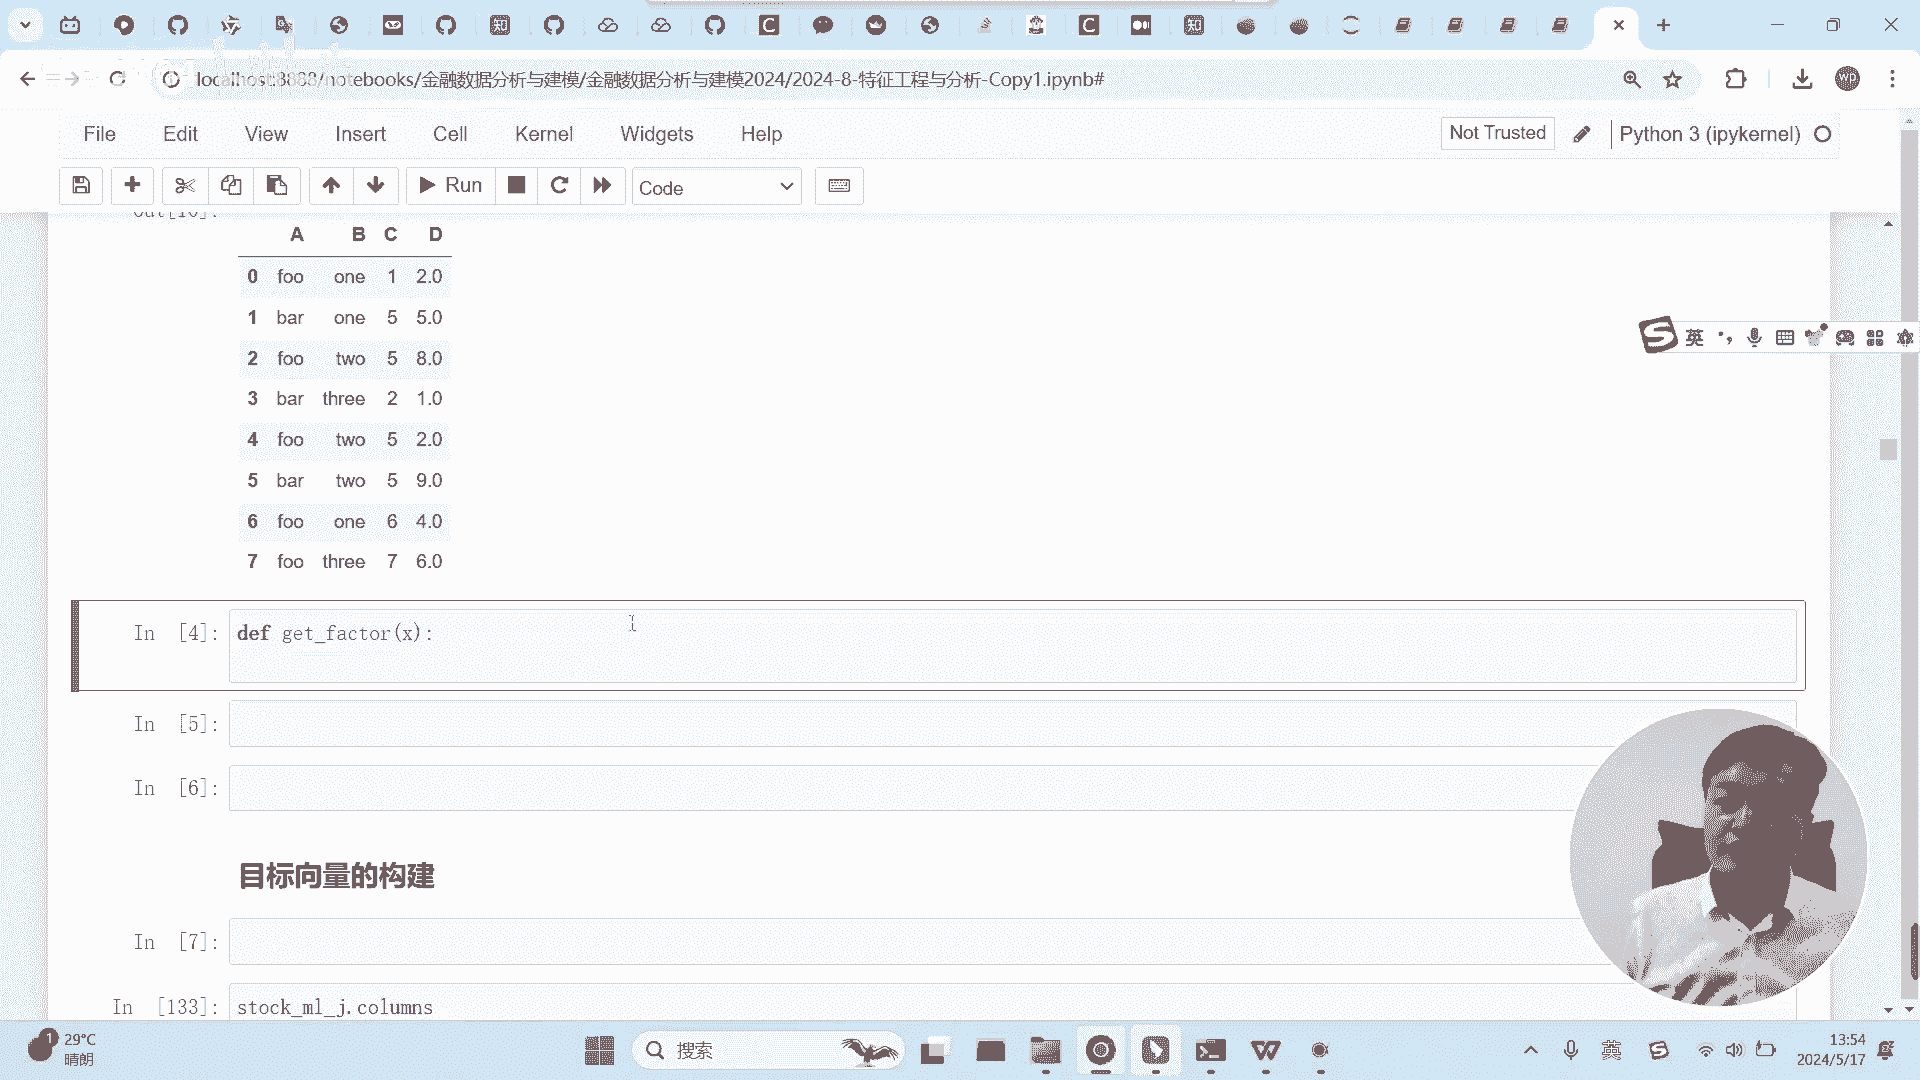 localhost:8888/notebooks/金融数据分析与建模/金融数据分析与建模2024/2024-8-特征工程与分析-Copy1.ipynb#
wp
File Edit View Insert Cell Kernel Widgets Help
Not Trusted
Python 3 (ipykernel)
Run
Code
A B C D
0 foo one 1 2.0
1 bar one 5 5.0
英
2 foo two 5 8.0
3 bar three 2 1.0
4 foo two 5 2.0
5 bar two 5 9.0
6 foo one 6 4.0
7 foo three 7 6.0
In [4]: def get_factor(x):
In [5]:
In [6]:
目标向量的构建
In [7]:
In [133]: stock_ml_j.columns
1
29°C
晴朗
搜索
英
13:54
2024/5/17